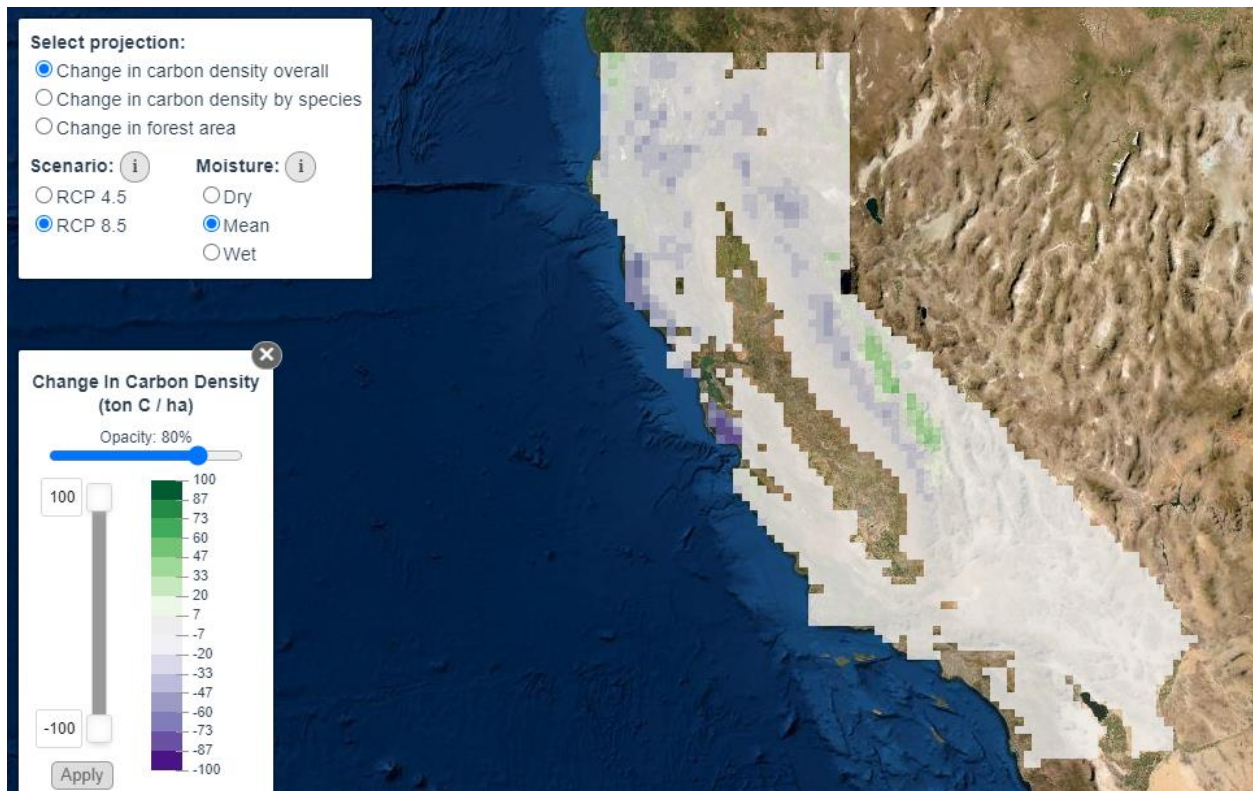 Select projection:
Change in carbon density overall
Change in carbon density by species
Change in forest area
Scenario: i Moisture: i
RCP 4.5 Dry
RCP 8.5 Mean
Wet
×
Change In Carbon Density
(ton C / ha)
Opacity: 80%
100
-100
Apply
100
87
73
60
47
33
20
7
-7
-20
-33
-47
-60
-73
-87
-100